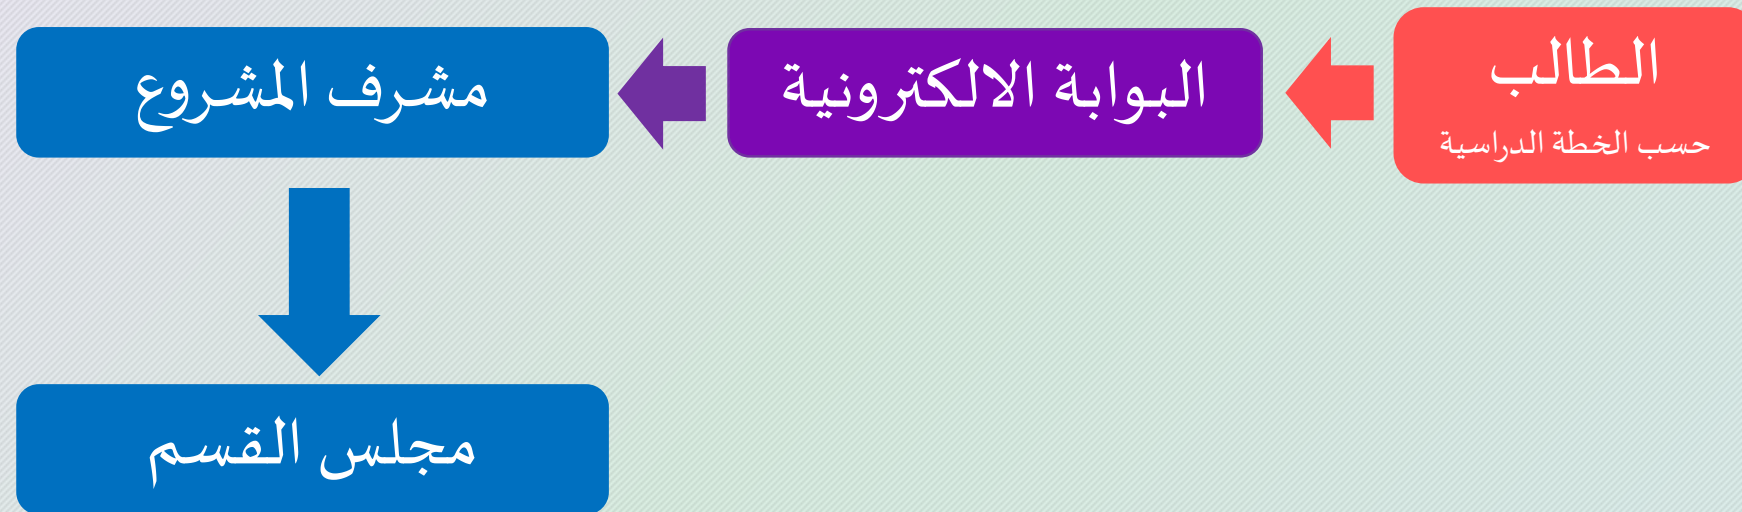 الطالب
حسب الخطة الدراسية
البوابة الالكترونية
مشرف المشروع
مجلس القسم